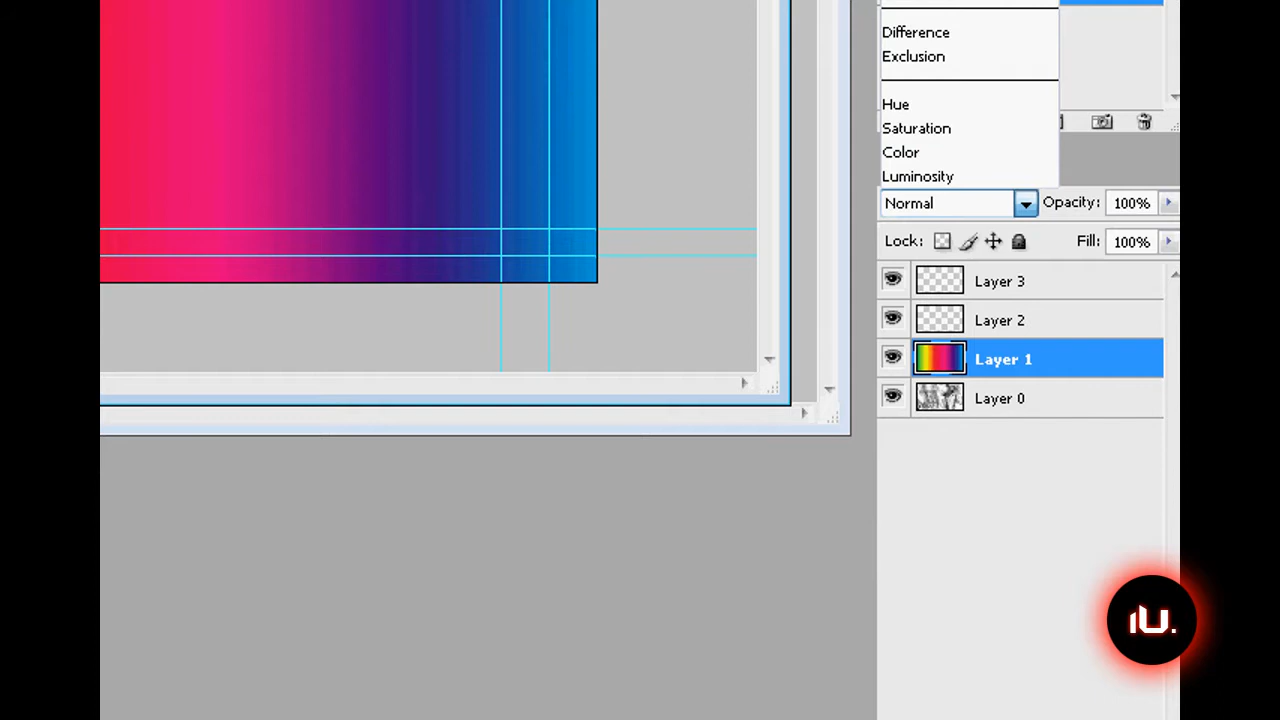 Difference
Exclusion
Hue
Saturation
Color
Luminosity
Normal
Opacity: 100%
Lock: Fill: 100%
Layer 3
Layer 2
Layer 1
Layer 0
iU.